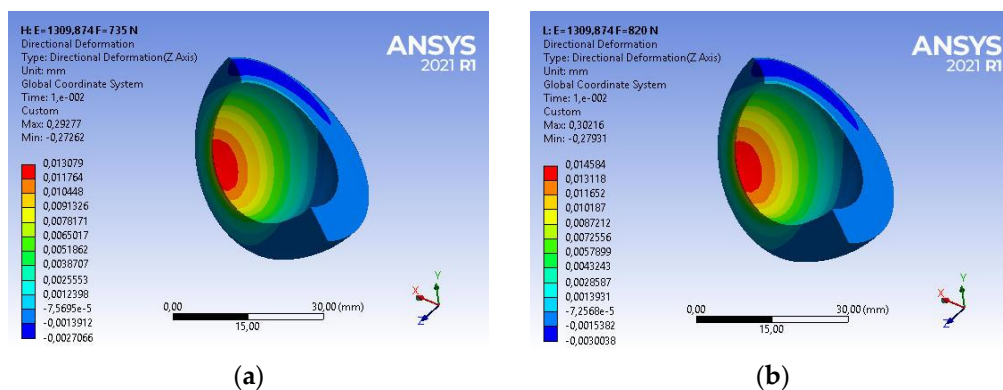 H: E= 1309,874 F= 735 N
Directional Deformation
Type: Directional Deformation(Z Axis)
Unit: mm
Global Coordinate System
Time: 1,e-002
Custom
Max: 0,29277
Min: -0,27262
0,013079
0,011764
0,010448
0,0091326
0,0078171
0,0065017
0,0051862
0,0038707
0,0025553
0,0012398
-7,5695e-5
-0,0013912
-0,0027066
ANSYS
2021 R1
0,00
30,00 (mm)
15,00
Y
X
Z
(a)
L: E= 1309,874 F=820 N
Directional Deformation
Type: Directional Deformation(Z Axis)
Unit: mm
Global Coordinate System
Time: 1,e-002
Custom
Max: 0,30216
Min: -0,27931
0,014584
0,013118
0,011652
0,010187
0,0087212
0,0072556
0,0057899
0,0043243
0,0028587
0,0013931
-7,2568e-5
-0,0015382
-0,0030038
ANSYS
2021 R1
0,00
30,00 (mm)
15,00
Y
X
Z
(b)